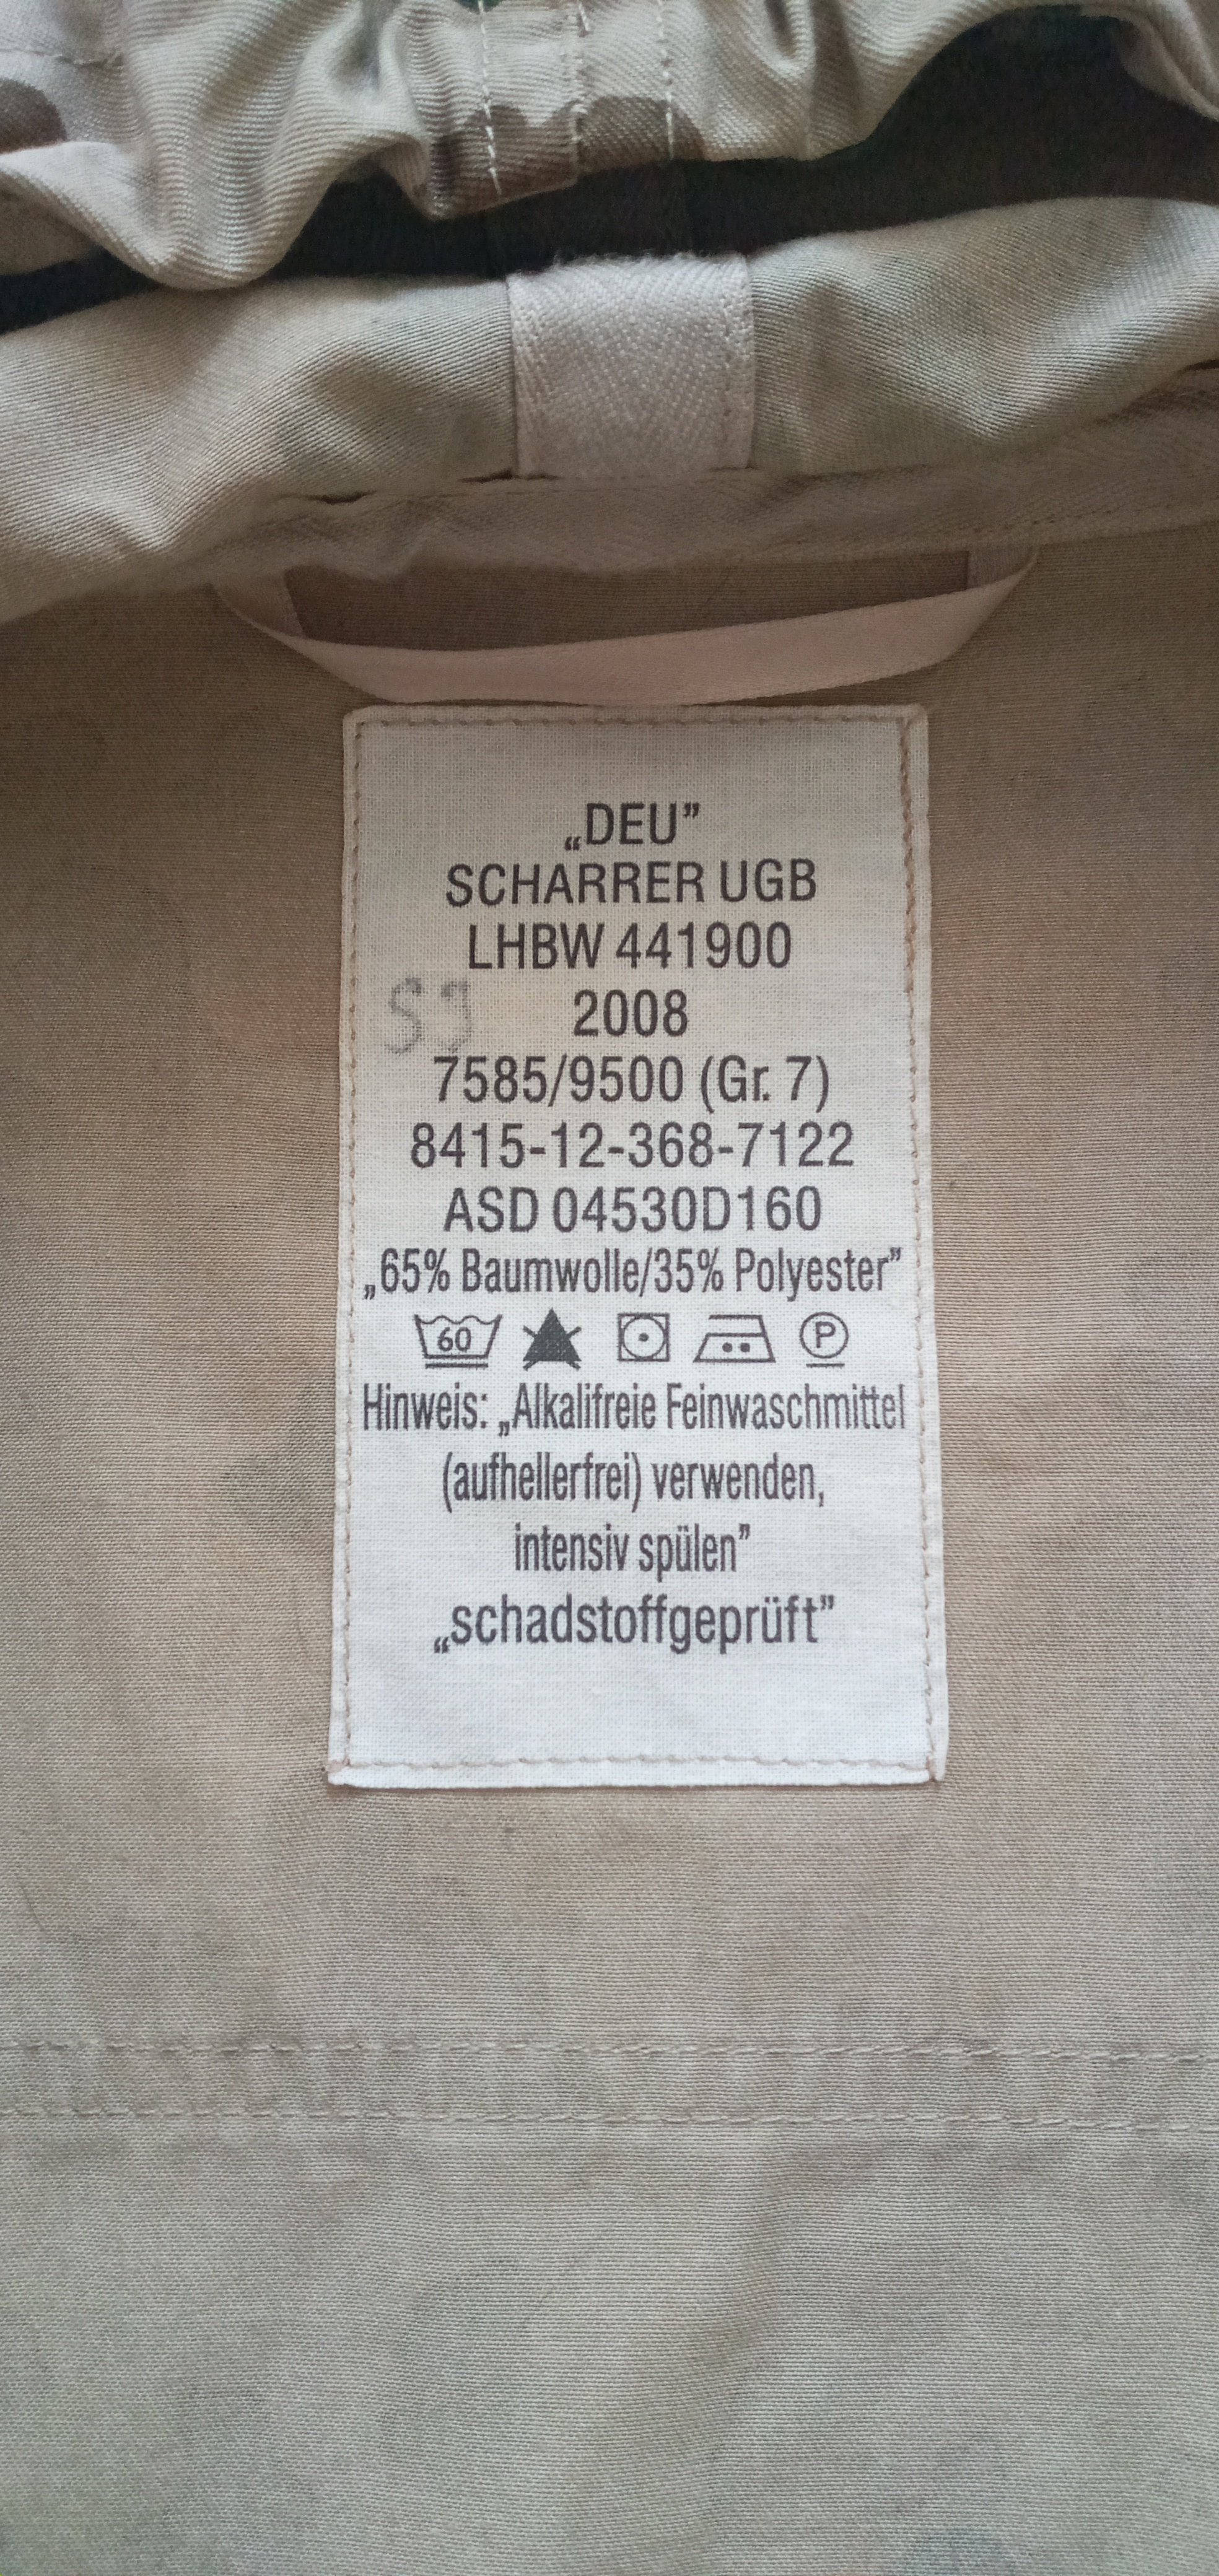 „DEU”
SCHARRER UGB
LHBW 441900
2008
7585/9500 (Gr. 7)
8415-12-368-7122
ASD 04530D160
„65% Baumwolle/35% Polyester”
60 P
Hinweis: „Alkalifreie Feinwaschmittel
(aufhellerfrei) verwenden,
intensiv spülen”
„schadstoffgeprüft”